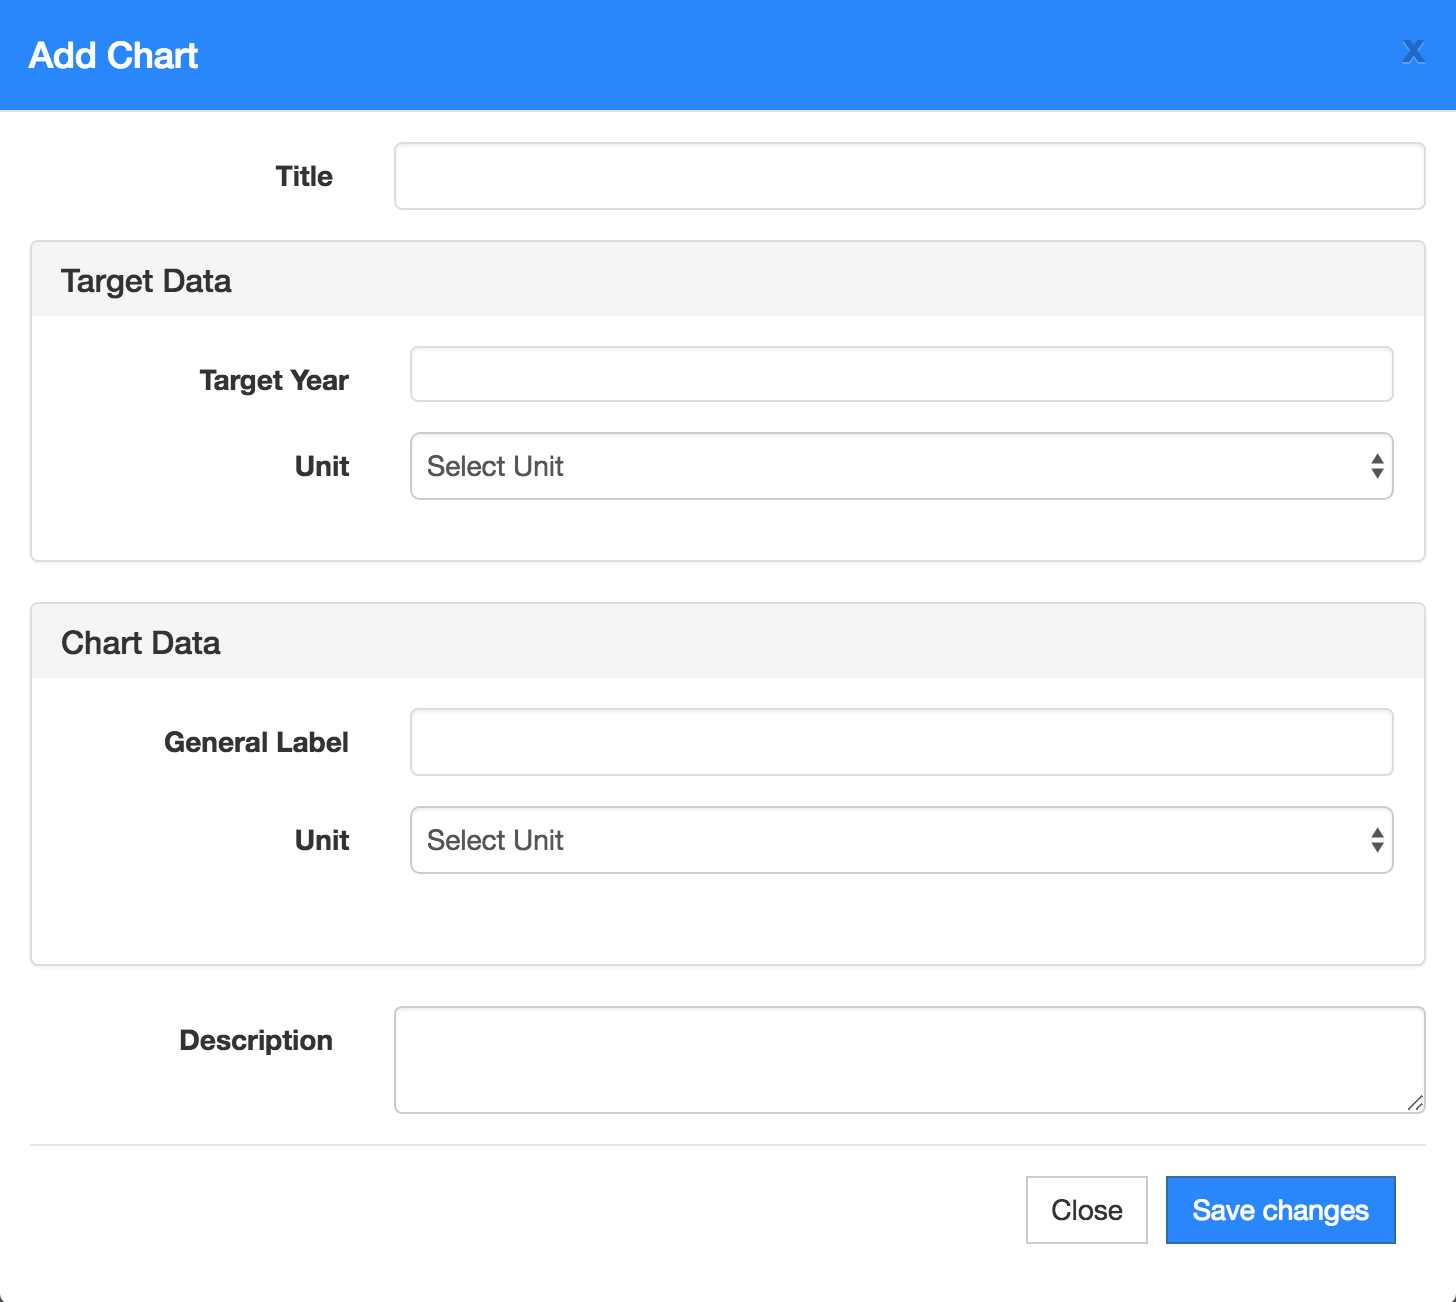 Add Chart x
Title
Target Data
Target Year
Unit Select Unit
Chart Data
General Label
Unit Select Unit
Description
Close Save changes